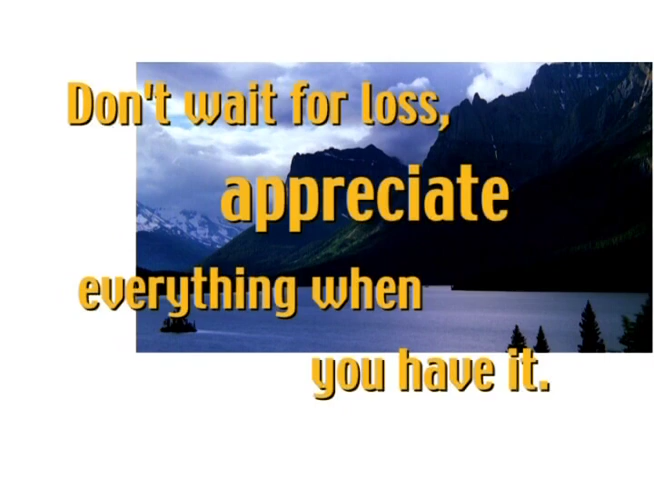 Don't wait for loss,
appreciate
everything when
you have it.